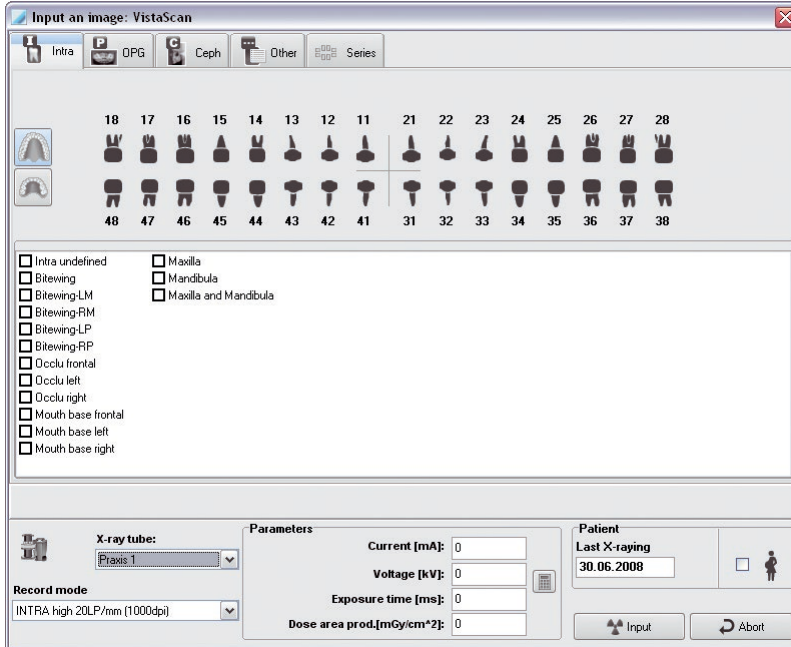 Input an image: VistaScan
Intra OPG Ceph Other Series
18 17 16 15 14 13 12 11 21 22 23 24 25 26 27 28
48 47 46 45 44 43 42 41 31 32 33 34 35 36 37 38
Intra undefined Maxilla
Bitewing Mandibula
Bitewing-LM Maxilla and Mandibula
Bitewing-RM
Bitewing-LP
Bitewing-RP
Occlu frontal
Occlu left
Occlu right
Mouth base frontal
Mouth base left
Mouth base right
X-ray tube:
Praxis 1
Record mode
INTRA high 20LP/mm (1000dpi)
Parameters
Current [mA]: 0
Voltage [kV]: 0
Exposure time [ms]: 0
Dose area prod.[mGy/cm^2]: 0
Patient
Last X-raying
30.06.2008
Input Abort